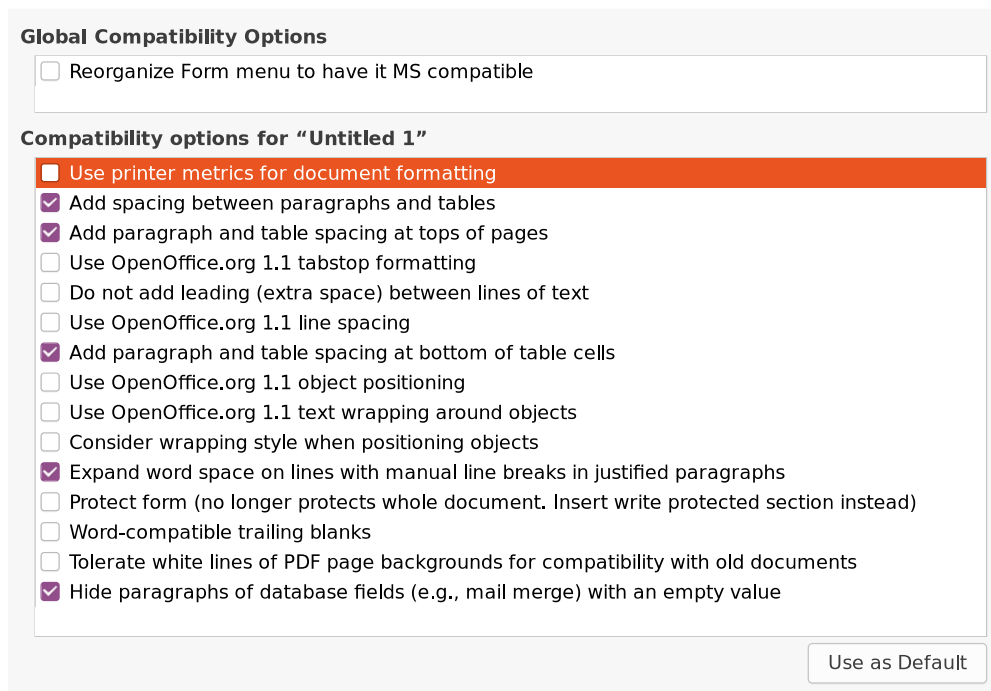 Global Compatibility Options
Reorganize Form menu to have it MS compatible
Compatibility options for “Untitled 1”
Use printer metrics for document formatting
Add spacing between paragraphs and tables
Add paragraph and table spacing at tops of pages
Use OpenOffice.org 1.1 tabstop formatting
Do not add leading (extra space) between lines of text
Use OpenOffice.org 1.1 line spacing
Add paragraph and table spacing at bottom of table cells
Use OpenOffice.org 1.1 object positioning
Use OpenOffice.org 1.1 text wrapping around objects
Consider wrapping style when positioning objects
Expand word space on lines with manual line breaks in justified paragraphs
Protect form (no longer protects whole document. Insert write protected section instead)
Word-compatible trailing blanks
Tolerate white lines of PDF page backgrounds for compatibility with old documents
Hide paragraphs of database fields (e.g., mail merge) with an empty value
Use as Default